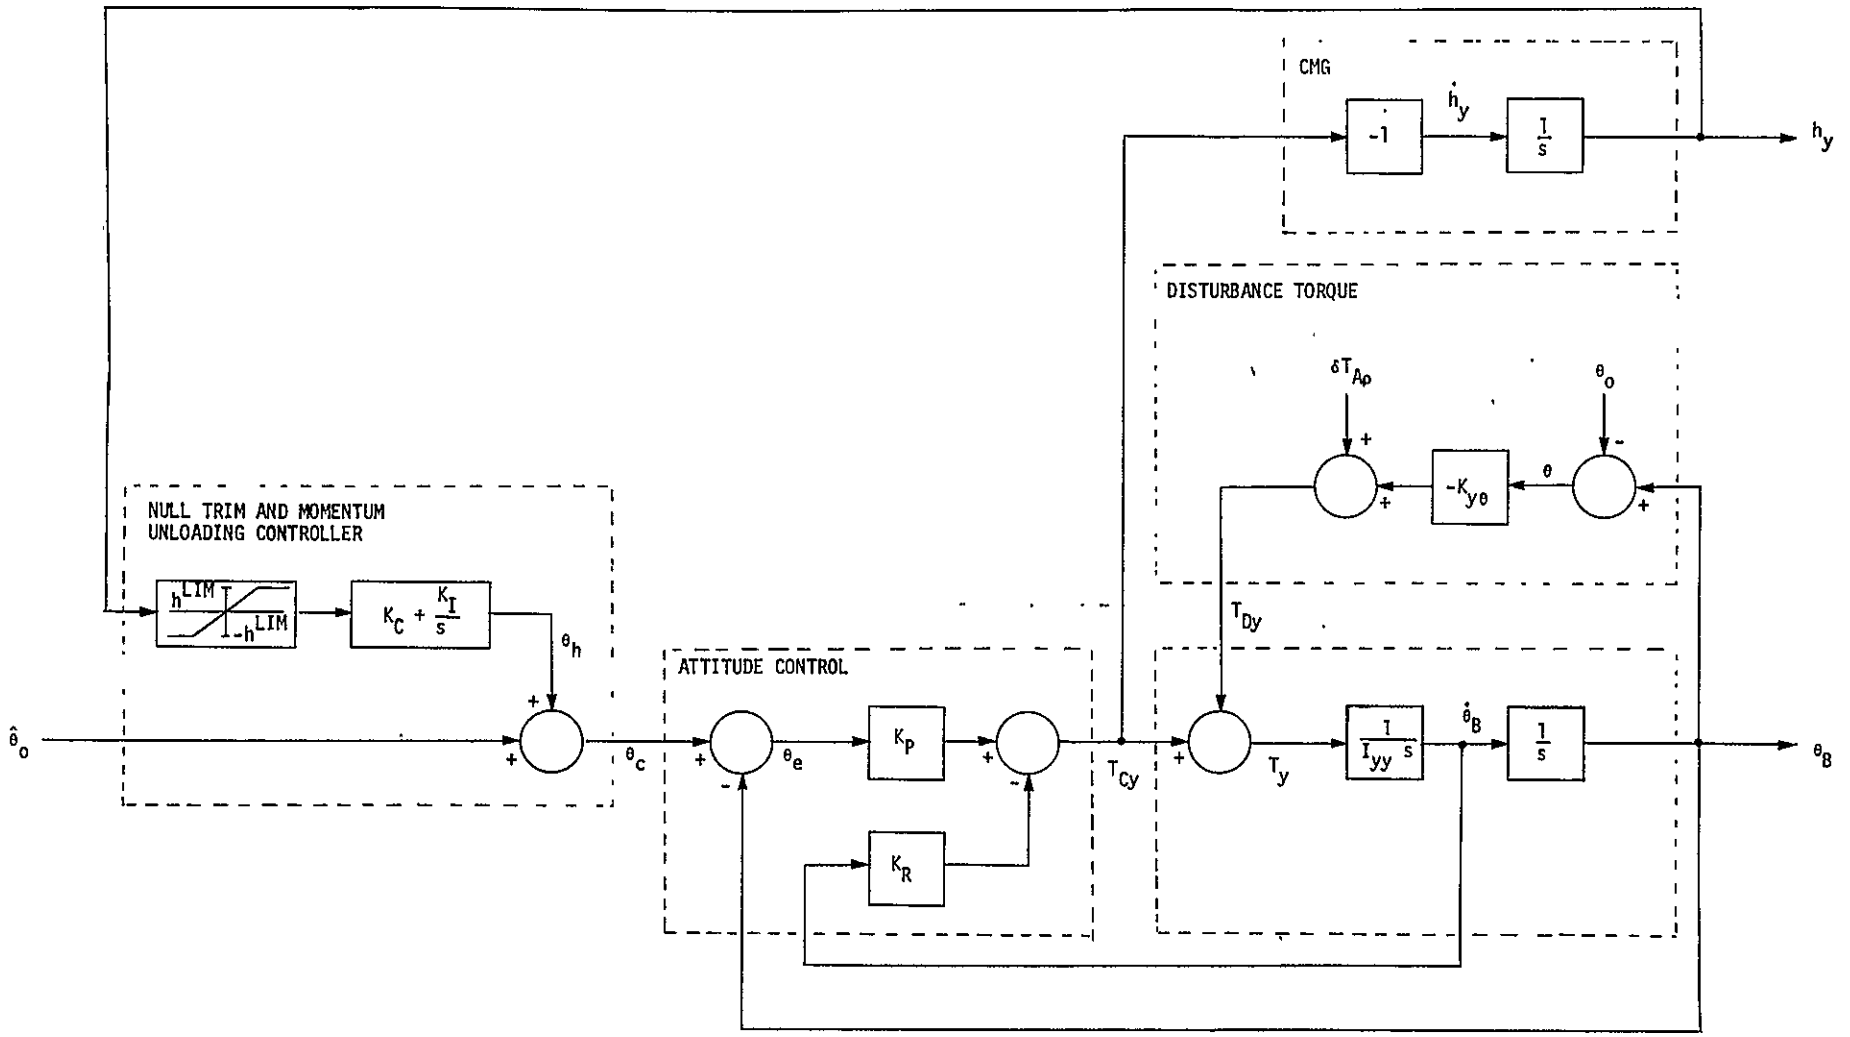 CMG
-1
ḣy
1/s
hy
DISTURBANCE TORQUE
δTAρ
θo
+
-
-Kyθ
θ
+
+
NULL TRIM AND MOMENTUM
UNLOADING CONTROLLER
hLIM
-hLIM
KC + KI/s
θh
TDy
ATTITUDE CONTROL
+
θ̂o
+
θc
+
-
θe
KP
+
-
TCy
+
Ty
1/Iyy s
θ̇B
1/s
θB
KR